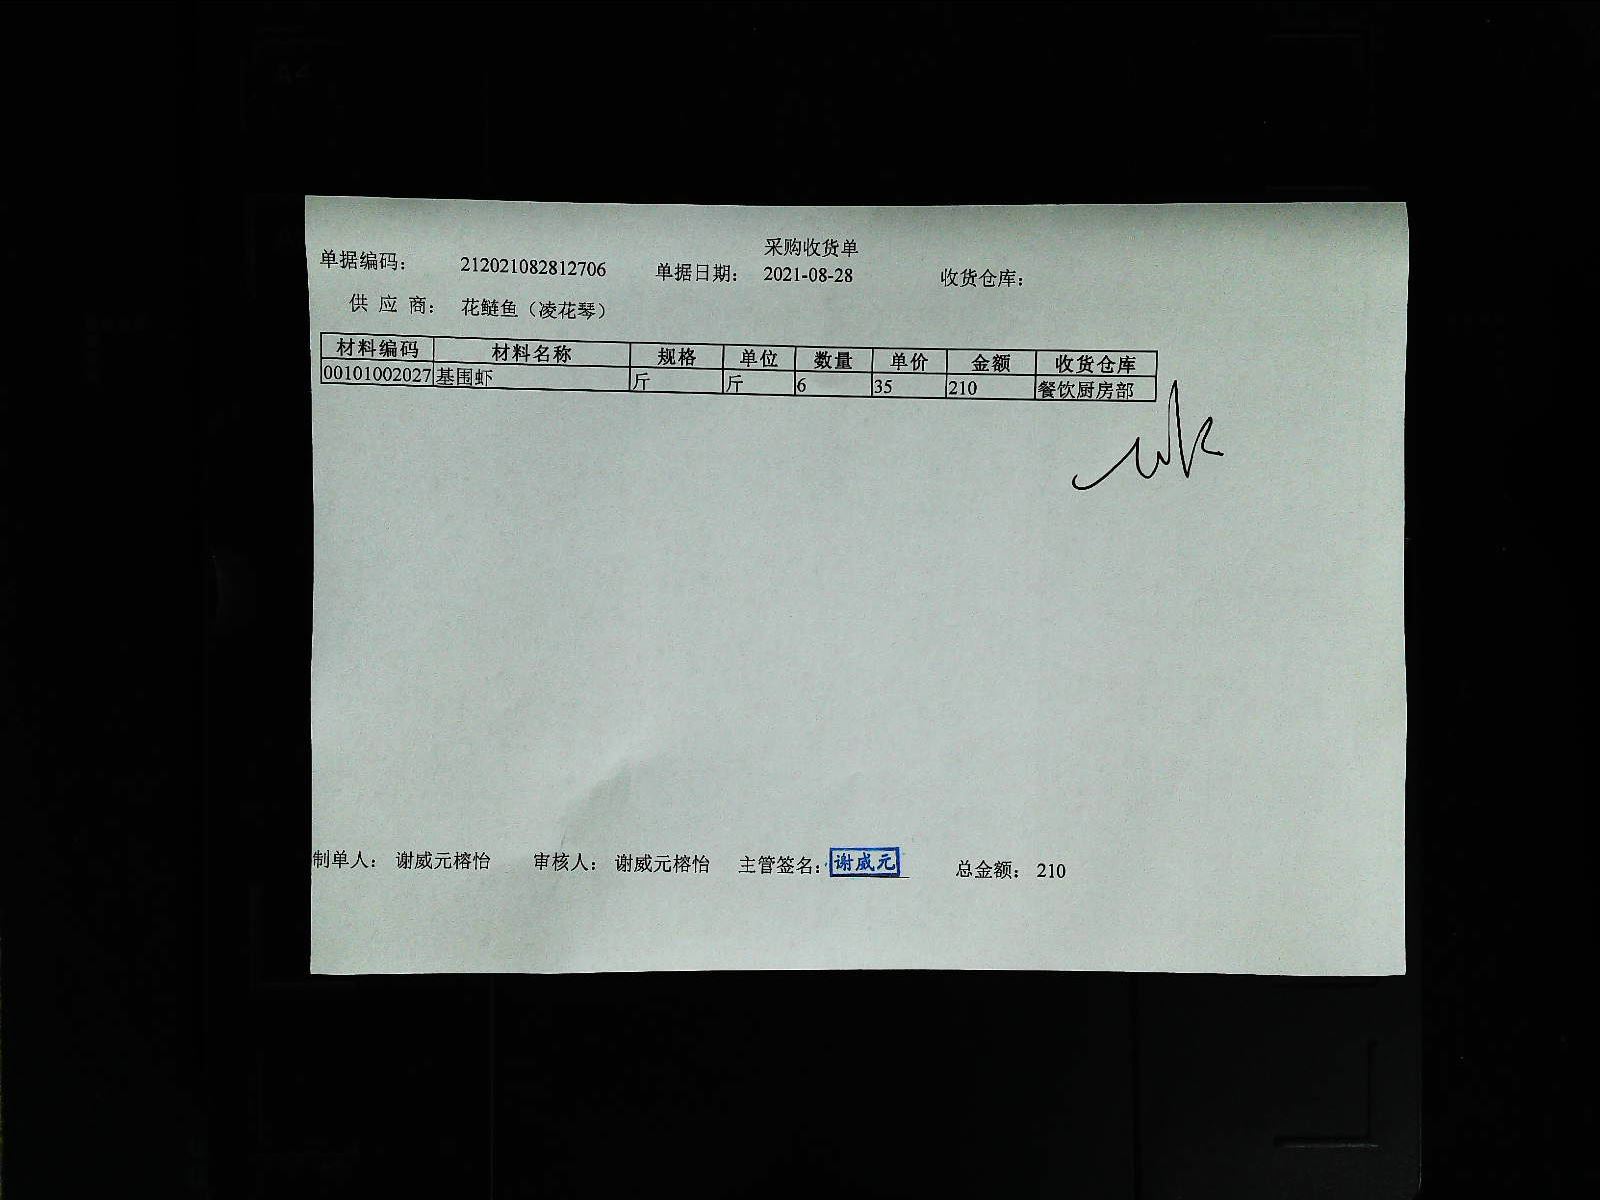 采购收货单
单据编码： 212021082812706 单据日期： 2021-08-28 收货仓库：
供 应 商： 花鲢鱼（凌花琴）
材料编码 材料名称 规格 单位 数量 单价 金额 收货仓库
00101002027 基围虾 斤 斤 6 35 210 餐饮厨房部
制单人： 谢威元榕怡 审核人： 谢威元榕怡 主管签名： 谢威元 总金额： 210